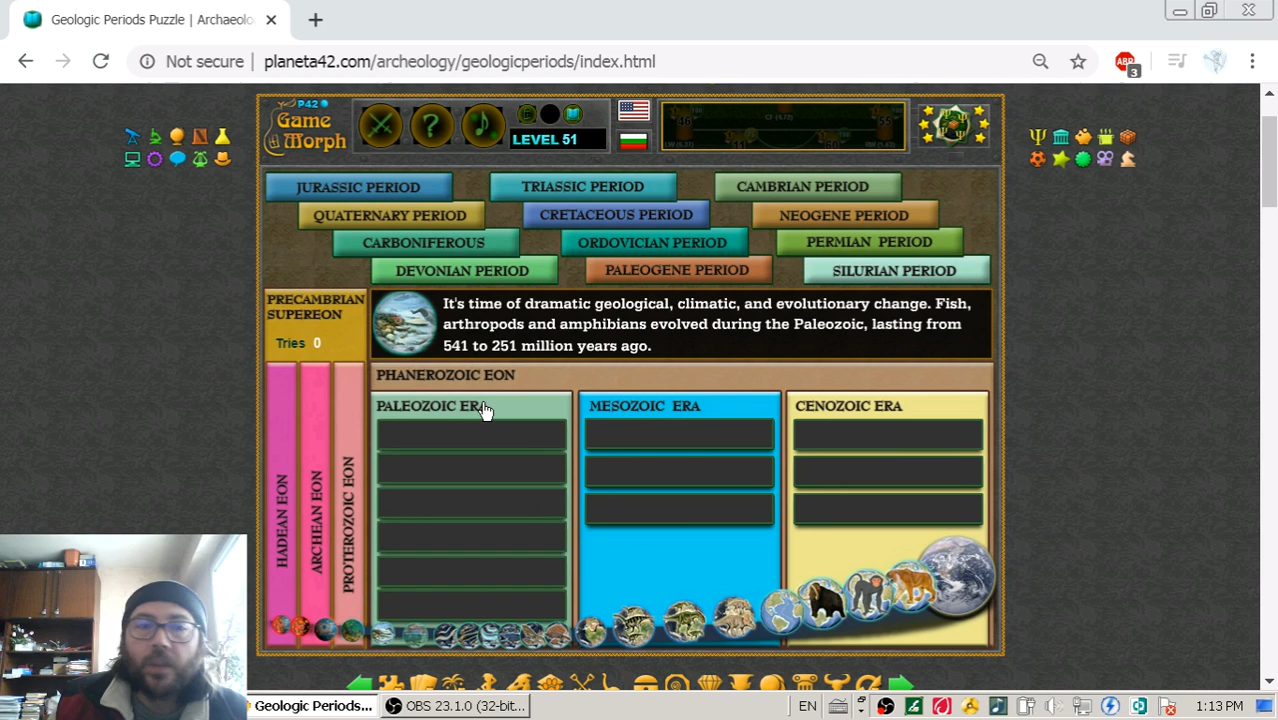 Geologic Periods Puzzle | Archaeolo
Not secure | planeta42.com/archeology/geologicperiods/index.html
ABP
3
P42
Game
Morph
LEVEL 51
JURASSIC PERIOD
TRIASSIC PERIOD
CAMBRIAN PERIOD
QUATERNARY PERIOD
CRETACEOUS PERIOD
NEOGENE PERIOD
CARBONIFEROUS
ORDOVICIAN PERIOD
PERMIAN PERIOD
DEVONIAN PERIOD
PALEOGENE PERIOD
SILURIAN PERIOD
PRECAMBRIAN
SUPEREON
Tries 0
It's time of dramatic geological, climatic, and evolutionary change. Fish,
arthropods and amphibians evolved during the Paleozoic, lasting from
541 to 251 million years ago.
HADEAN EON
ARCHEAN EON
PROTEROZOIC EON
PHANEROZOIC EON
PALEOZOIC ERA
MESOZOIC ERA
CENOZOIC ERA
Geologic Periods...
OBS 23.1.0 (32-bit...
EN
1:13 PM